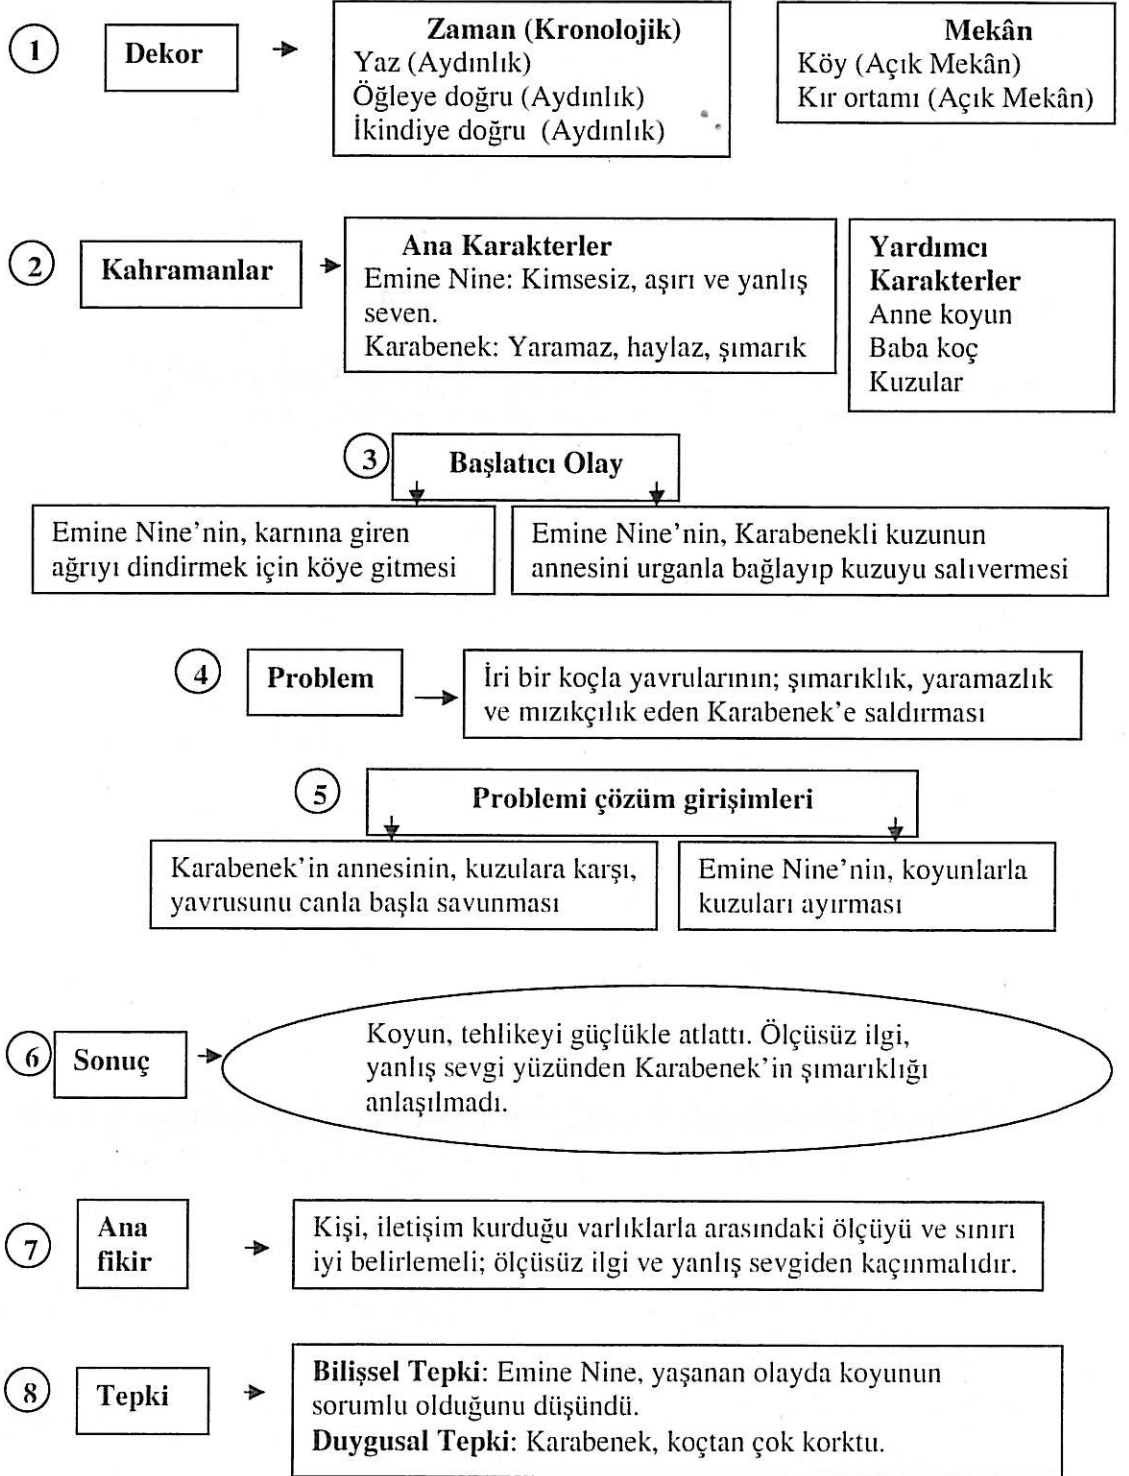 1
Dekor
Zaman (Kronolojik)
Yaz (Aydınlık)
Öğleye doğru (Aydınlık)
İkindiye doğru (Aydınlık)
Mekân
Köy (Açık Mekân)
Kır ortamı (Açık Mekân)
2
Kahramanlar
Ana Karakterler
Emine Nine: Kimsesiz, aşırı ve yanlış
seven.
Karabenek: Yaramaz, haylaz, şımarık
Yardımcı
Karakterler
Anne koyun
Baba koç
Kuzular
3
Başlatıcı Olay
Emine Nine'nin, karnına giren
ağrıyı dindirmek için köye gitmesi
Emine Nine'nin, Karabenekli kuzunun
annesini urganla bağlayıp kuzuyu salıvermesi
4
Problem
İri bir koçla yavrularının; şımarıklık, yaramazlık
ve mızıkçılık eden Karabenek'e saldırması
5
Problemi çözüm girişimleri
Karabenek'in annesinin, kuzulara karşı,
yavrusunu canla başla savunması
Emine Nine'nin, koyunlarla
kuzuları ayırması
6
Sonuç
Koyun, tehlikeyi güçlükle atlattı. Ölçüsüz ilgi,
yanlış sevgi yüzünden Karabenek'in şımarıklığı
anlaşılmadı.
7
Ana
fikir
Kişi, iletişim kurduğu varlıklarla arasındaki ölçüyü ve sınırı
iyi belirlemeli; ölçüsüz ilgi ve yanlış sevgiden kaçınmalıdır.
8
Tepki
Bilişsel Tepki: Emine Nine, yaşanan olayda koyunun
sorumlu olduğunu düşündü.
Duygusal Tepki: Karabenek, koçtan çok korktu.